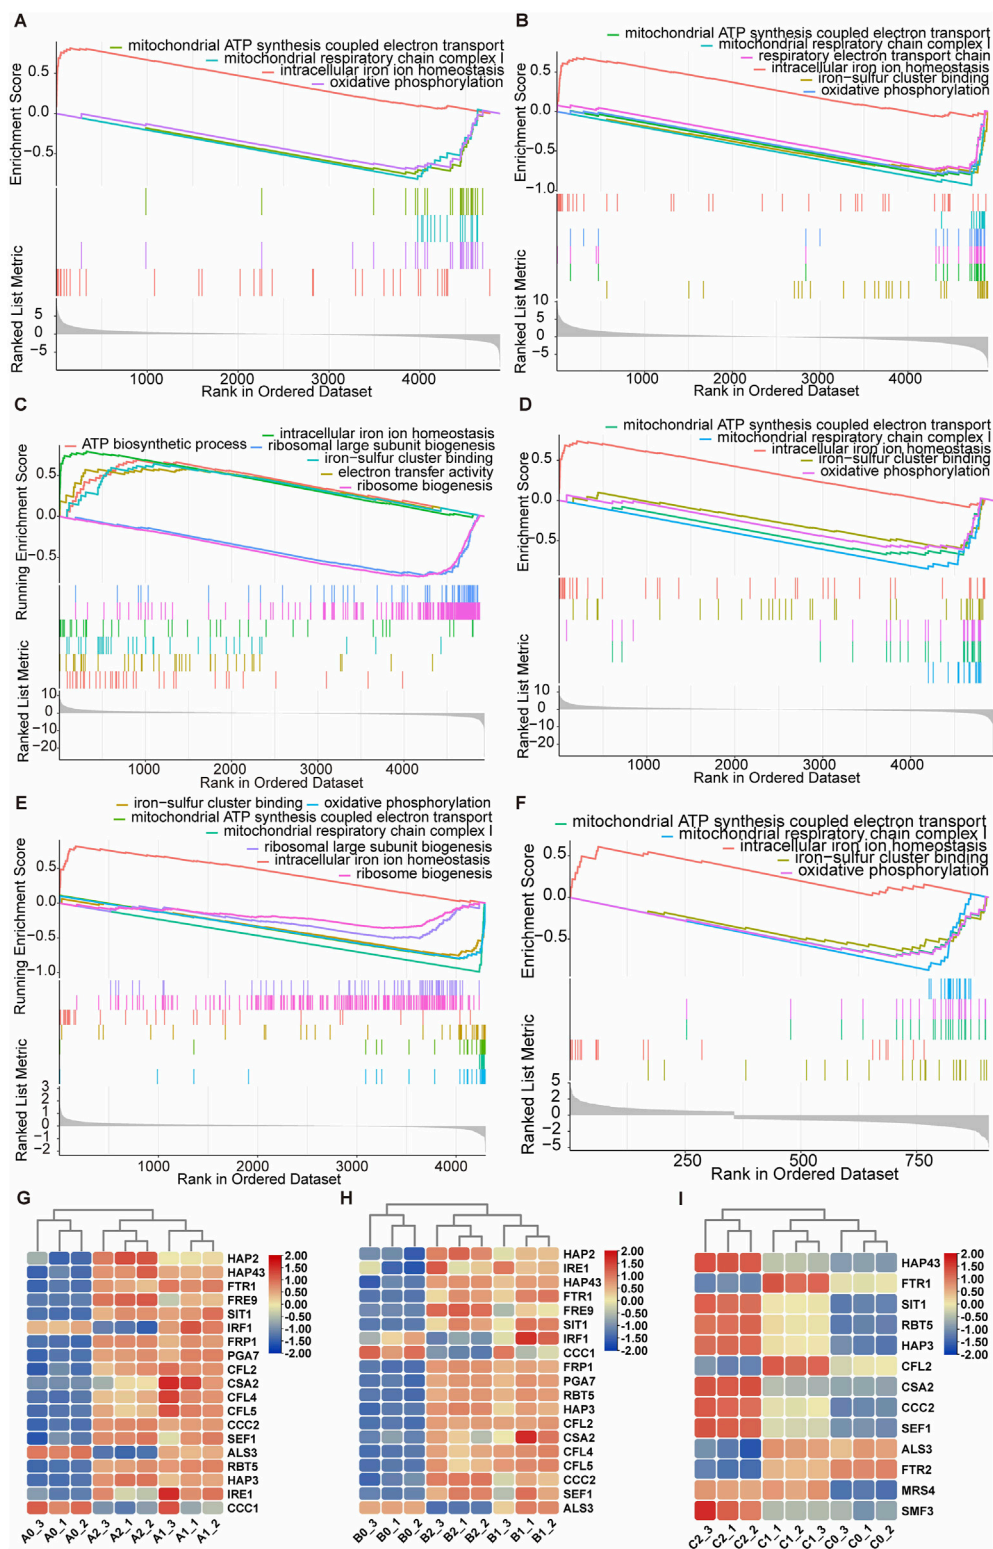 A
mitochondrial ATP synthesis coupled electron transport
mitochondrial respiratory chain complex I
intracellular iron ion homeostasis
oxidative phosphorylation
Enrichment Score
0.5
0.0
−0.5
Ranked List Metric
5
0
−5
1000 2000 3000 4000
Rank in Ordered Dataset
B
mitochondrial ATP synthesis coupled electron transport
mitochondrial respiratory chain complex I
respiratory electron transport chain
intracellular iron ion homeostasis
iron−sulfur cluster binding
oxidative phosphorylation
Enrichment Score
0.5
0.0
−0.5
−1.0
Ranked List Metric
10
5
0
−5
1000 2000 3000 4000
Rank in Ordered Dataset
C
intracellular iron ion homeostasis
ATP biosynthetic process ribosomal large subunit biogenesis
iron−sulfur cluster binding
electron transfer activity
ribosome biogenesis
Running Enrichment Score
0.5
0.0
−0.5
Ranked List Metric
10
0
−10
−20
1000 2000 3000 4000
Rank in Ordered Dataset
D
mitochondrial ATP synthesis coupled electron transport
mitochondrial respiratory chain complex I
intracellular iron ion homeostasis
iron−sulfur cluster binding
oxidative phosphorylation
Enrichment Score
0.5
0.0
−0.5
Ranked List Metric
10
0
−10
−20
1000 2000 3000 4000
Rank in Ordered Dataset
E
iron−sulfur cluster binding oxidative phosphorylation
mitochondrial ATP synthesis coupled electron transport
mitochondrial respiratory chain complex I
ribosomal large subunit biogenesis
intracellular iron ion homeostasis
ribosome biogenesis
Running Enrichment Score
0.5
0.0
−0.5
−1.0
Ranked List Metric
3
2
1
0
−1
−2
1000 2000 3000 4000
Rank in Ordered Dataset
F
mitochondrial ATP synthesis coupled electron transport
mitochondrial respiratory chain complex I
intracellular iron ion homeostasis
iron−sulfur cluster binding
oxidative phosphorylation
Enrichment Score
0.5
0.0
−0.5
Ranked List Metric
5
2
0
−2
−5
250 500 750
Rank in Ordered Dataset
G
HAP2
HAP43
FTR1
FRE9
SIT1
IRF1
FRP1
PGA7
CFL2
CSA2
CFL4
CFL5
CCC2
SEF1
ALS3
RBT5
HAP3
IRE1
CCC1
2.00
1.50
1.00
0.50
0.00
−0.50
−1.00
−1.50
−2.00
A0_3 A0_1 A0_2 A2_3 A2_1 A2_2 A1_3 A1_1 A1_2
H
HAP2
IRE1
HAP43
FTR1
FRE9
SIT1
IRF1
CCC1
FRP1
PGA7
RBT5
HAP3
CFL2
CSA2
CFL4
CFL5
CCC2
SEF1
ALS3
2.00
1.50
1.00
0.50
0.00
−0.50
−1.00
−1.50
−2.00
B0_3 B0_1 B0_2 B2_3 B2_1 B2_2 B1_3 B1_1 B1_2
I
HAP43
FTR1
SIT1
RBT5
HAP3
CFL2
CSA2
CCC2
SEF1
ALS3
FTR2
MRS4
SMF3
2.00
1.50
1.00
0.50
0.00
−0.50
−1.00
−1.50
−2.00
C2_3 C2_1 C2_2 C1_1 C1_2 C1_3 C0_3 C0_1 C0_2